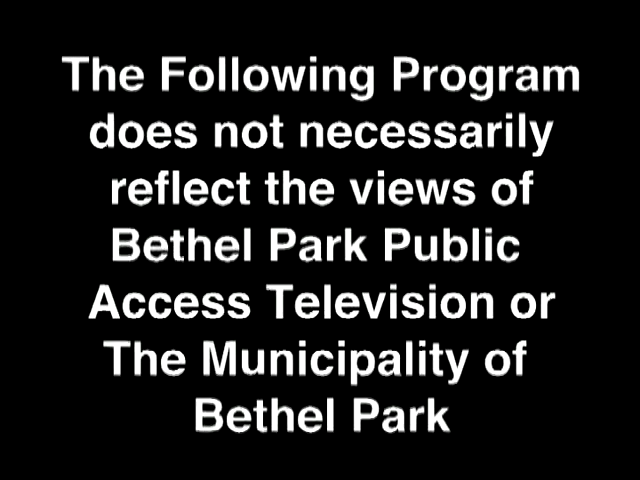 The Following Program
does not necessarily
reflect the views of
Bethel Park Public
Access Television or
The Municipality of
Bethel Park